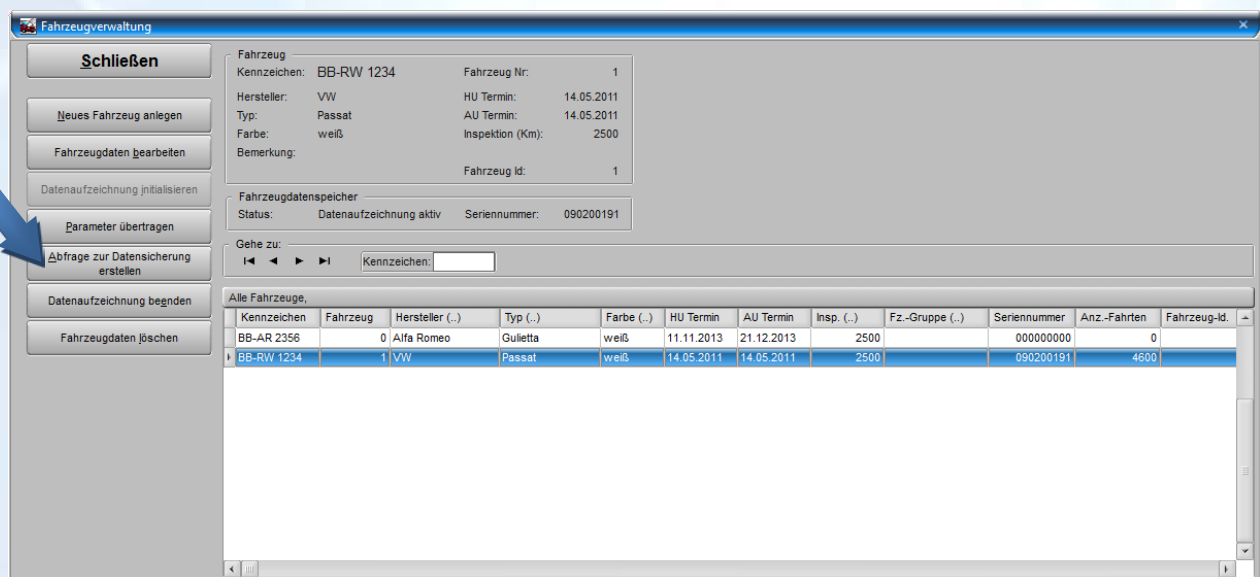 Fahrzeugverwaltung
Schließen
Neues Fahrzeug anlegen
Fahrzeugdaten bearbeiten
Datenaufzeichnung initialisieren
Parameter übertragen
Abfrage zur Datensicherung
erstellen
Datenaufzeichnung beenden
Fahrzeugdaten löschen
Fahrzeug
Kennzeichen: BB-RW 1234 Fahrzeug Nr: 1
Hersteller: VW HU Termin: 14.05.2011
Typ: Passat AU Termin: 14.05.2011
Farbe: weiß Inspektion (Km): 2500
Bemerkung:
Fahrzeug Id: 1
Fahrzeugdatenspeicher
Status: Datenaufzeichnung aktiv Seriennummer: 090200191
Gehe zu:
Kennzeichen:
Alle Fahrzeuge,
Kennzeichen Fahrzeug Hersteller (..) Typ (..) Farbe (..) HU Termin AU Termin Insp. (..) Fz.-Gruppe (..) Seriennummer Anz.-Fahrten Fahrzeug-Id.
BB-AR 2356 0 Alfa Romeo Gulietta weiß 11.11.2013 21.12.2013 2500 000000000 0
BB-RW 1234 1 VW Passat weiß 14.05.2011 14.05.2011 2500 090200191 4600